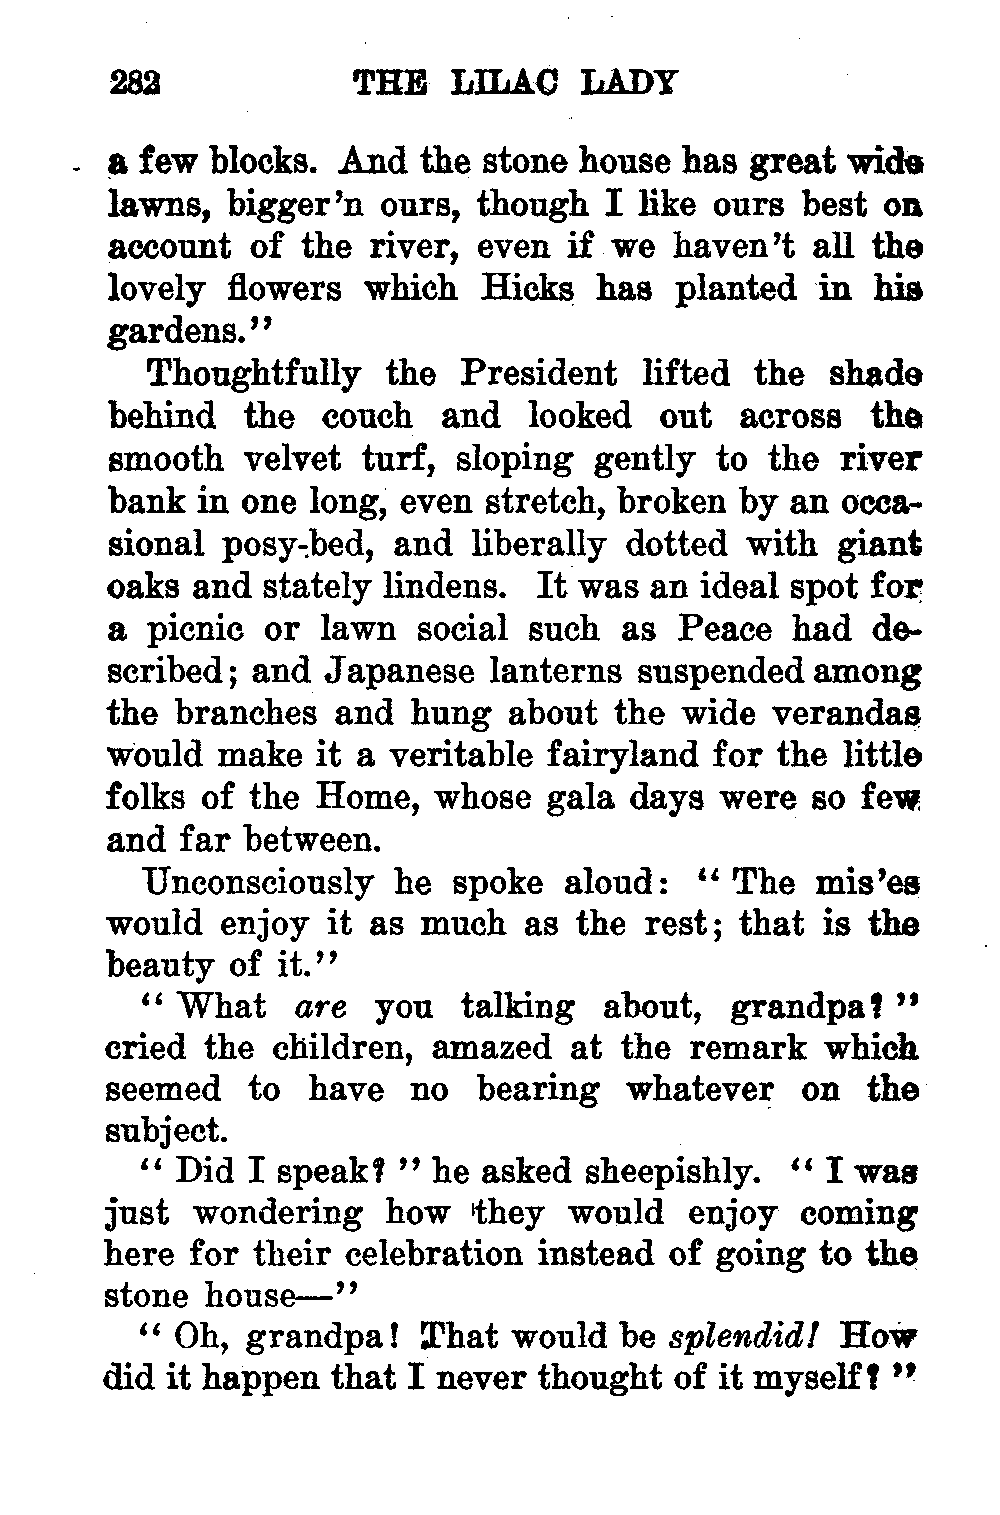 282 THE LILAC LADY
a few blocks. And the stone house has great wide
lawns, bigger'n ours, though I like ours best on
account of the river, even if we haven't all the
lovely flowers which Hicks has planted in his
gardens."
Thoughtfully the President lifted the shade
behind the couch and looked out across the
smooth velvet turf, sloping gently to the river
bank in one long, even stretch, broken by an occa-
sional posy-bed, and liberally dotted with giant
oaks and stately lindens. It was an ideal spot for
a picnic or lawn social such as Peace had de-
scribed; and Japanese lanterns suspended among
the branches and hung about the wide verandas
would make it a veritable fairyland for the little
folks of the Home, whose gala days were so few
and far between.
Unconsciously he spoke aloud: "The mis'es
would enjoy it as much as the rest; that is the
beauty of it."
"What are you talking about, grandpa?"
cried the children, amazed at the remark which
seemed to have no bearing whatever on the
subject.
"Did I speak?" he asked sheepishly. "I was
just wondering how they would enjoy coming
here for their celebration instead of going to the
stone house—"
"Oh, grandpa! That would be splendid! How
did it happen that I never thought of it myself?"